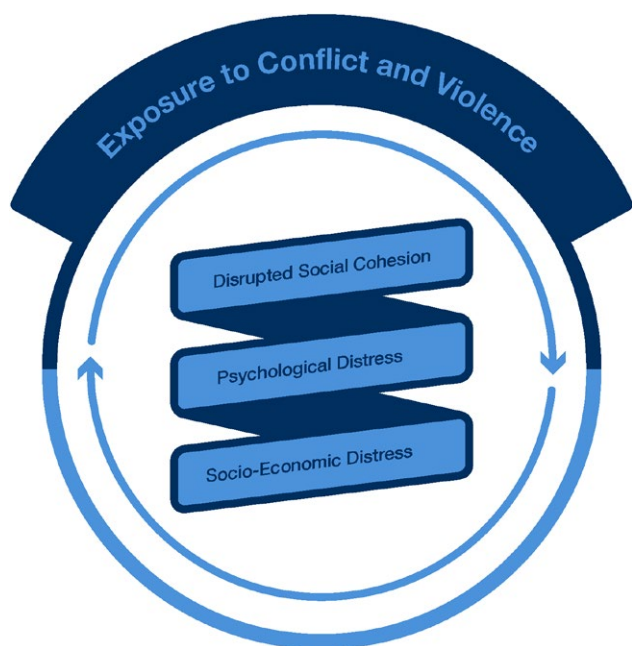 Exposure to Conflict and Violence
Disrupted Social Cohesion
Psychological Distress
Socio-Economic Distress